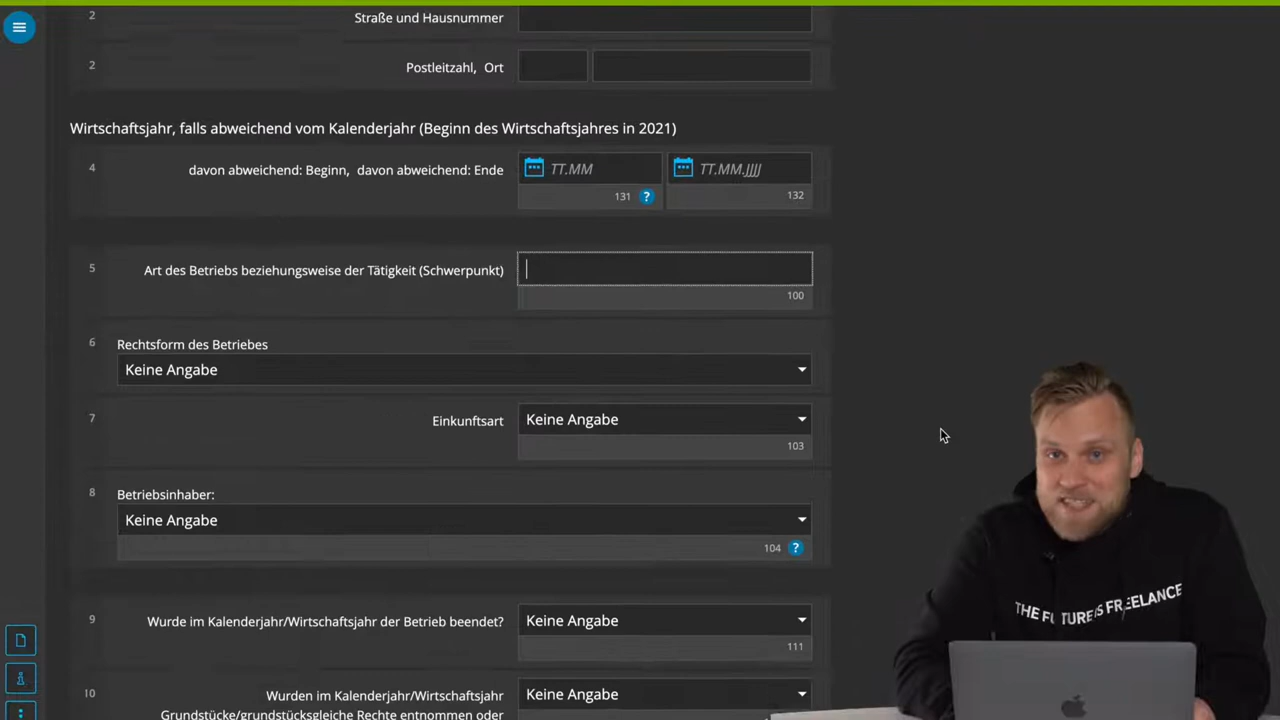 2 Straße und Hausnummer
2 Postleitzahl, Ort
Wirtschaftsjahr, falls abweichend vom Kalenderjahr (Beginn des Wirtschaftsjahres in 2021)
4 davon abweichend: Beginn, davon abweichend: Ende TT.MM TT.MM.JJJJ
131 ? 132
5 Art des Betriebs beziehungsweise der Tätigkeit (Schwerpunkt)
100
6 Rechtsform des Betriebes
Keine Angabe
7 Einkunftsart Keine Angabe
103
8 Betriebsinhaber:
Keine Angabe
104 ?
9 Wurde im Kalenderjahr/Wirtschaftsjahr der Betrieb beendet? Keine Angabe
111
10 Wurden im Kalenderjahr/Wirtschaftsjahr Keine Angabe
Grundstücke/grundstücksgleiche Rechte entnommen oder
THE FUTURE IS FREELANCE